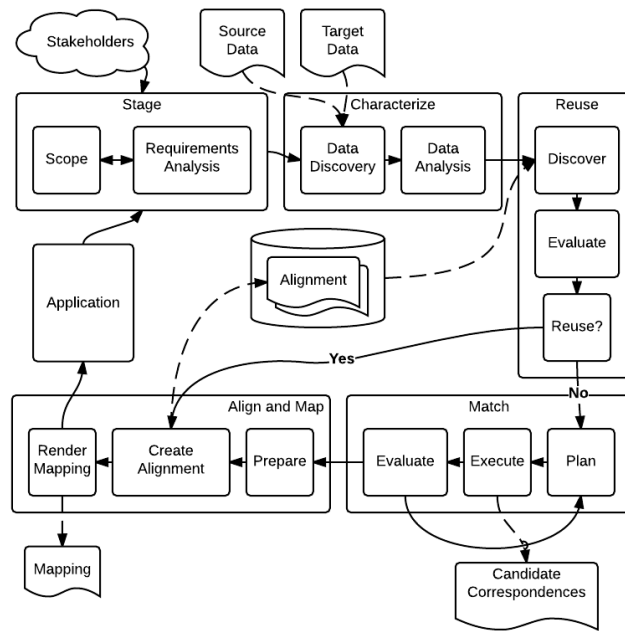 Stakeholders
Source
Data
Target
Data
Stage
Characterize
Reuse
Scope
Requirements
Analysis
Data
Discovery
Data
Analysis
Discover
Evaluate
Application
Alignment
Reuse?
Yes
No
Align and Map
Match
Render
Mapping
Create
Alignment
Prepare
Evaluate
Execute
Plan
Mapping
Candidate
Correspondences